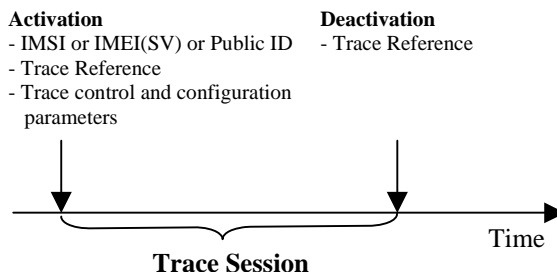 Activation
- IMSI or IMEI(SV) or Public ID
- Trace Reference
- Trace control and configuration
parameters
Deactivation
- Trace Reference
Time
Trace Session